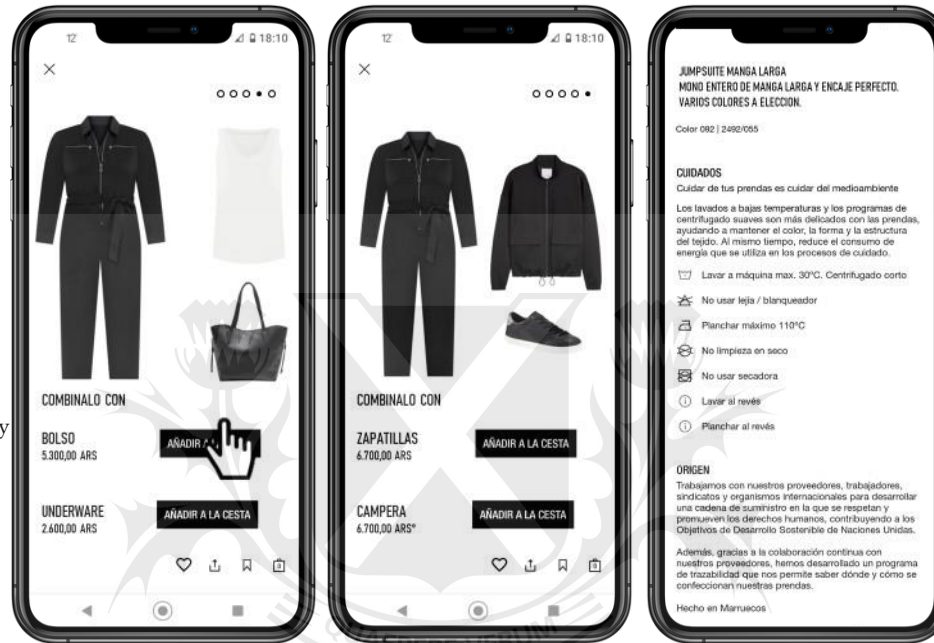 12
18:10
COMBINALO CON
BOLSO
5.300,00 ARS
AÑADIR A
UNDERWARE
2.600,00 ARS
AÑADIR A LA CESTA
0
y
12
18:10
COMBINALO CON
ZAPATILLAS
6.700,00 ARS
AÑADIR A LA CESTA
CAMPERA
6.700,00 ARS*
AÑADIR A LA CESTA
0
JUMPSUITE MANGA LARGA
MONO ENTERO DE MANGA LARGA Y ENCAJE PERFECTO.
VARIOS COLORES A ELECCION.
Color 092 | 2492/055
CUIDADOS
Cuidar de tus prendas es cuidar del medioambiente
Los lavados a bajas temperaturas y los programas de
centrifugado suaves son más delicados con las prendas,
ayudando a mantener el color, la forma y la estructura
del tejido. Al mismo tiempo, reduce el consumo de
energía que se utiliza en los procesos de cuidado.
Lavar a máquina max. 30ºC. Centrifugado corto
No usar lejía / blanqueador
Planchar máximo 110ºC
No limpieza en seco
No usar secadora
Lavar al revés
Planchar al revés
ORIGEN
Trabajamos con nuestros proveedores, trabajadores,
sindicatos y organismos internacionales para desarrollar
una cadena de suministro en la que se respetan y
promueven los derechos humanos, contribuyendo a los
Objetivos de Desarrollo Sostenible de Naciones Unidas.
Además, gracias a la colaboración continua con
nuestros proveedores, hemos desarrollado un programa
de trazabilidad que nos permite saber dónde y cómo se
confeccionan nuestras prendas.
Hecho en Marruecos